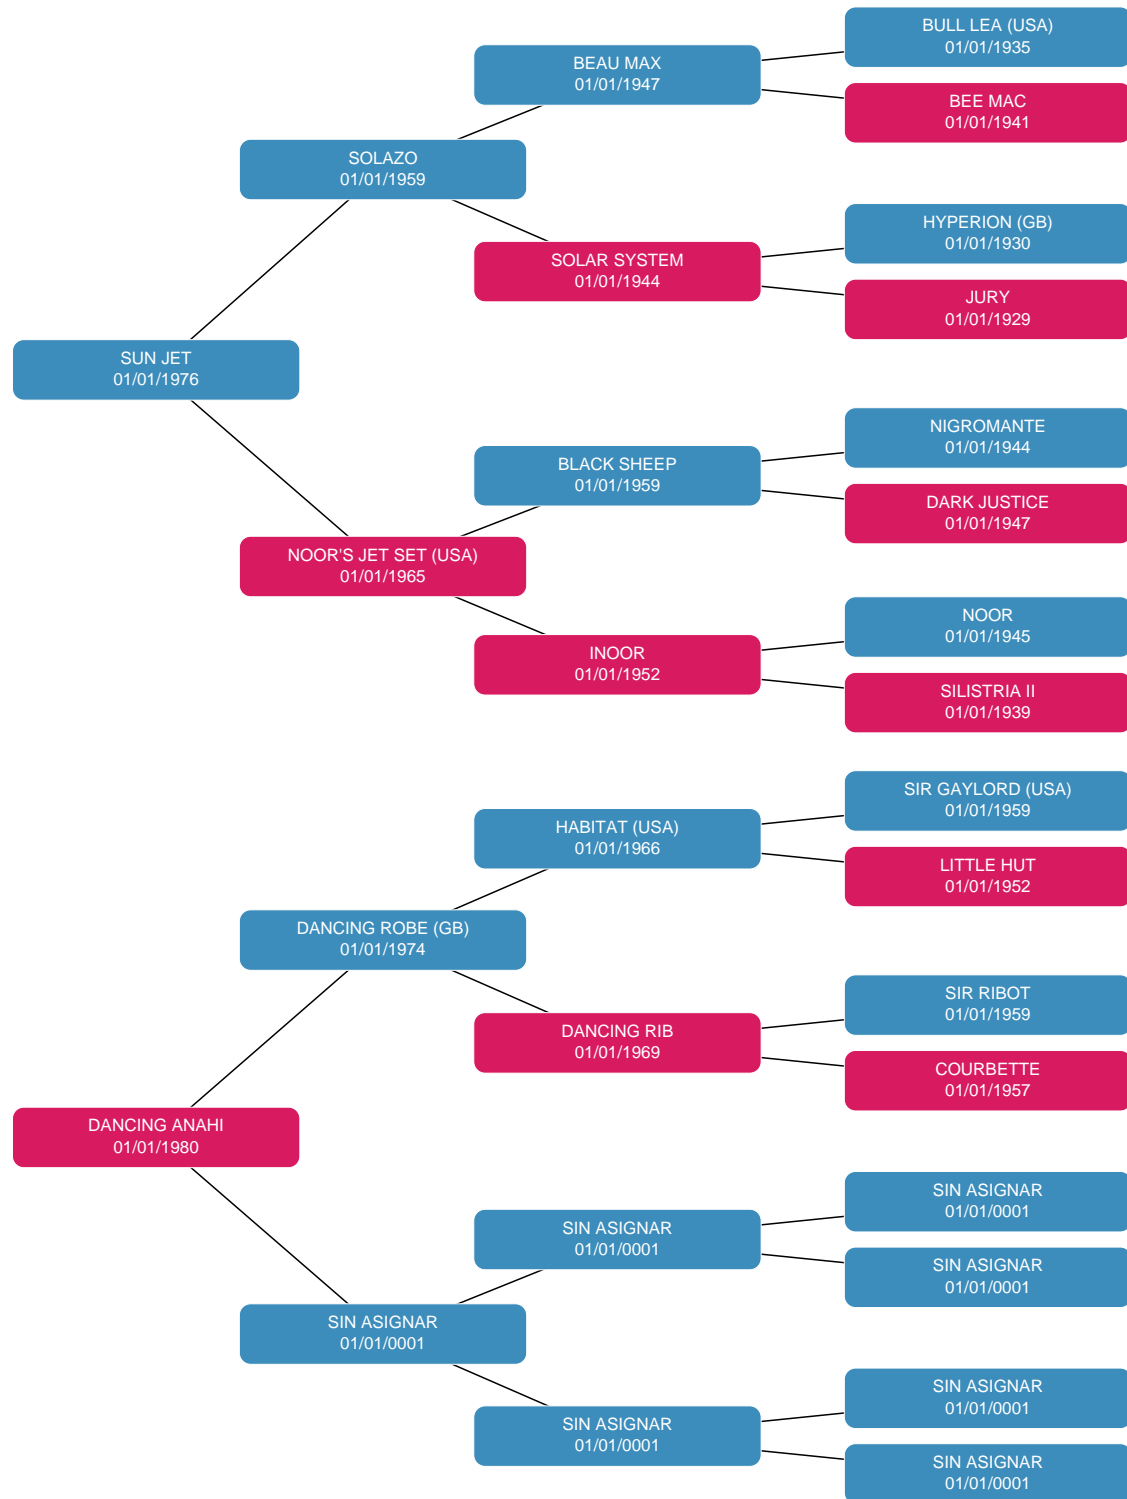 BULL LEA (USA)
01/01/1935
BEAU MAX
01/01/1947
BEE MAC
01/01/1941
SOLAZO
01/01/1959
HYPERION (GB)
01/01/1930
SOLAR SYSTEM
01/01/1944
JURY
01/01/1929
SUN JET
01/01/1976
NIGROMANTE
01/01/1944
BLACK SHEEP
01/01/1959
DARK JUSTICE
01/01/1947
NOOR'S JET SET (USA)
01/01/1965
NOOR
01/01/1945
INOOR
01/01/1952
SILISTRIA II
01/01/1939
SIR GAYLORD (USA)
01/01/1959
HABITAT (USA)
01/01/1966
LITTLE HUT
01/01/1952
DANCING ROBE (GB)
01/01/1974
SIR RIBOT
01/01/1959
DANCING RIB
01/01/1969
COURBETTE
01/01/1957
DANCING ANAHI
01/01/1980
SIN ASIGNAR
01/01/0001
SIN ASIGNAR
01/01/0001
SIN ASIGNAR
01/01/0001
SIN ASIGNAR
01/01/0001
SIN ASIGNAR
01/01/0001
SIN ASIGNAR
01/01/0001
SIN ASIGNAR
01/01/0001